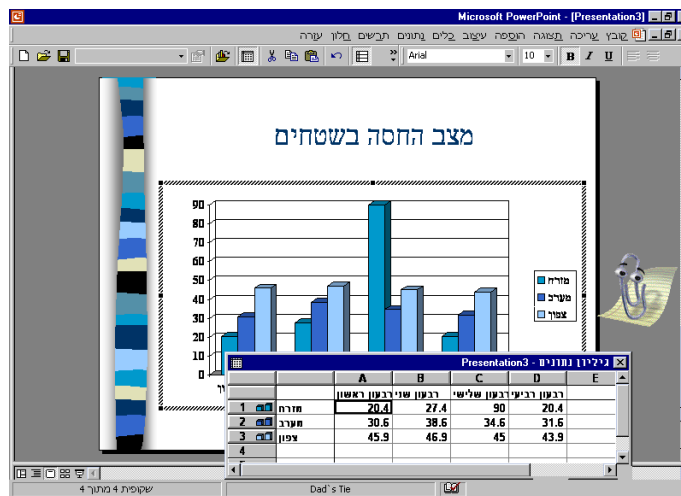 Microsoft PowerPoint - [Presentation3]
קובץ עריכה תצוגה הוספה עיצוב כלים נתונים תרשים חלון עזרה
Arial 10 B I U
מצב החסה בשטחים
90
80
70
60
50
40
30
20
10
0
מזרח
מערב
צפון
גיליון נתונים - Presentation3
A B C D E
רבעון ראשון רבעון שני רבעון שלישי רבעון רביעי
1 מזרח 20.4 27.4 90 20.4
2 מערב 30.6 38.6 34.6 31.6
3 צפון 45.9 46.9 45 43.9
4
שקופית 4 מתוך 4
Dad`s Tie